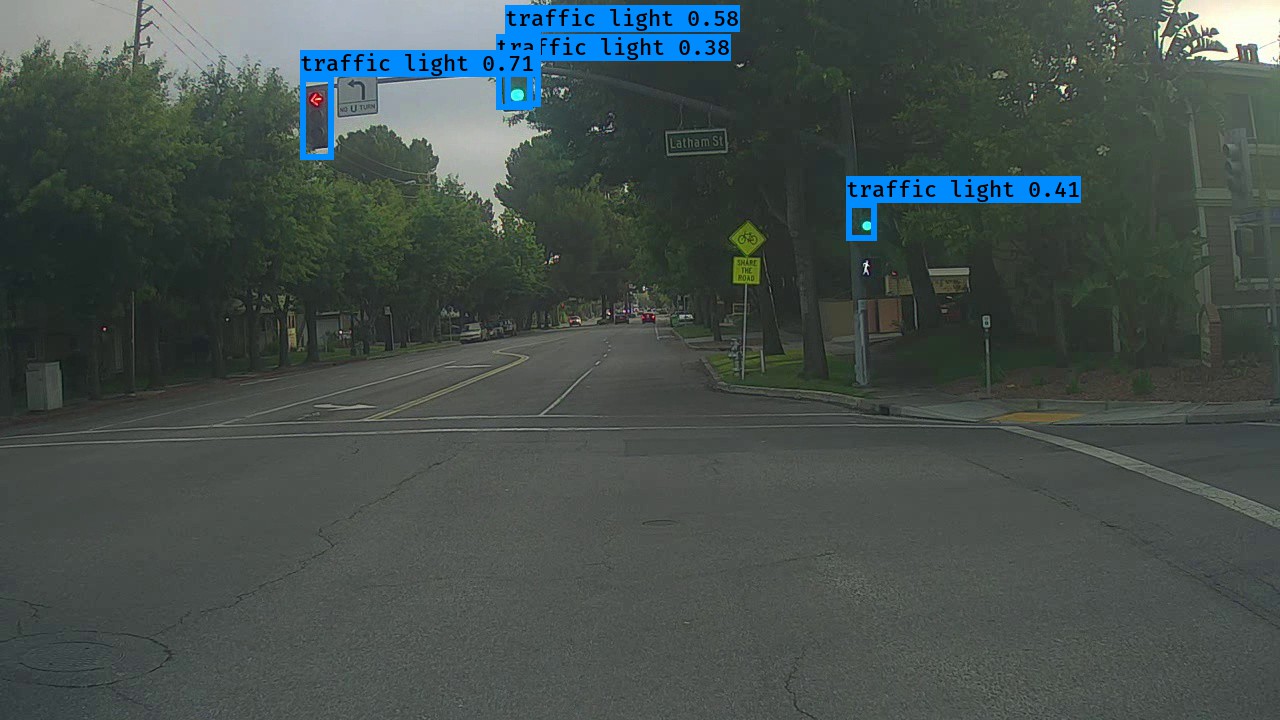 traffic light 0.58
traffic light 0.38
traffic light 0.71
NO U TURN
Latham St
traffic light 0.41
SHARE
THE
ROAD